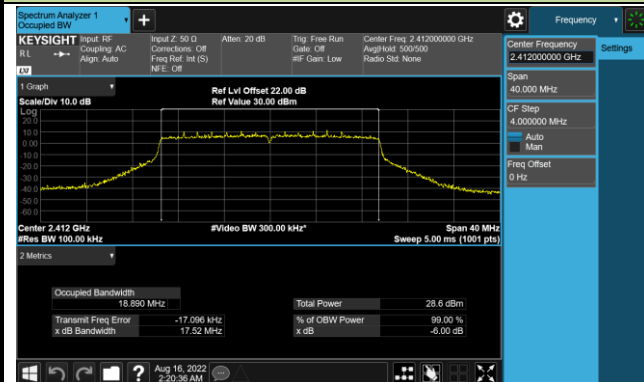 Spectrum Analyzer 1
Occupied BW
+
Frequency
KEYSIGHT
RL
LXI
Input: RF
Coupling: AC
Align: Auto
Input Z: 50 Ω
Corrections: Off
Freq Ref: Int (S)
NFE: Off
Atten: 20 dB
Trig: Free Run
Gate: Off
#IF Gain: Low
Center Freq: 2.412000000 GHz
Avg|Hold: 500/500
Radio Std: None
Center Frequency
2.412000000 GHz
Settings
Span
40.000 MHz
CF Step
4.000000 MHz
Auto
Man
Freq Offset
0 Hz
1 Graph
Scale/Div 10.0 dB
Ref Lvl Offset 22.00 dB
Ref Value 30.00 dBm
Log
20.0
10.0
0.00
-10.0
-20.0
-30.0
-40.0
-50.0
-60.0
Center 2.412 GHz
#Res BW 100.00 kHz
#Video BW 300.00 kHz*
Span 40 MHz
Sweep 5.00 ms (1001 pts)
2 Metrics
Occupied Bandwidth
18.890 MHz
Total Power 28.6 dBm
Transmit Freq Error -17.096 kHz
% of OBW Power 99.00 %
x dB Bandwidth 17.52 MHz
x dB -6.00 dB
?
Aug 16, 2022
2:20:36 AM